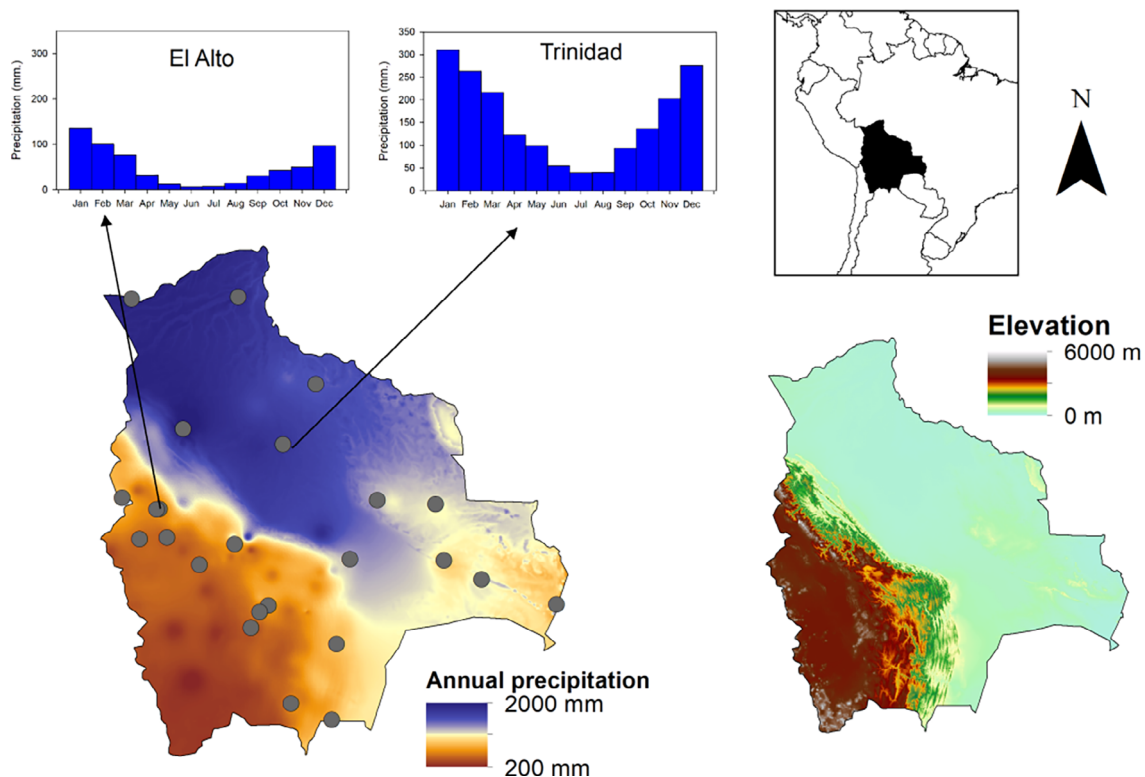 El Alto
Precipitation (mm.)
300
200
100
0
Jan Feb Mar Apr May Jun Jul Aug Sep Oct Nov Dec
Trinidad
Precipitation (mm.)
350
300
250
200
150
100
50
0
Jan Feb Mar Apr May Jun Jul Aug Sep Oct Nov Dec
N
Elevation
6000 m
0 m
Annual precipitation
2000 mm
200 mm